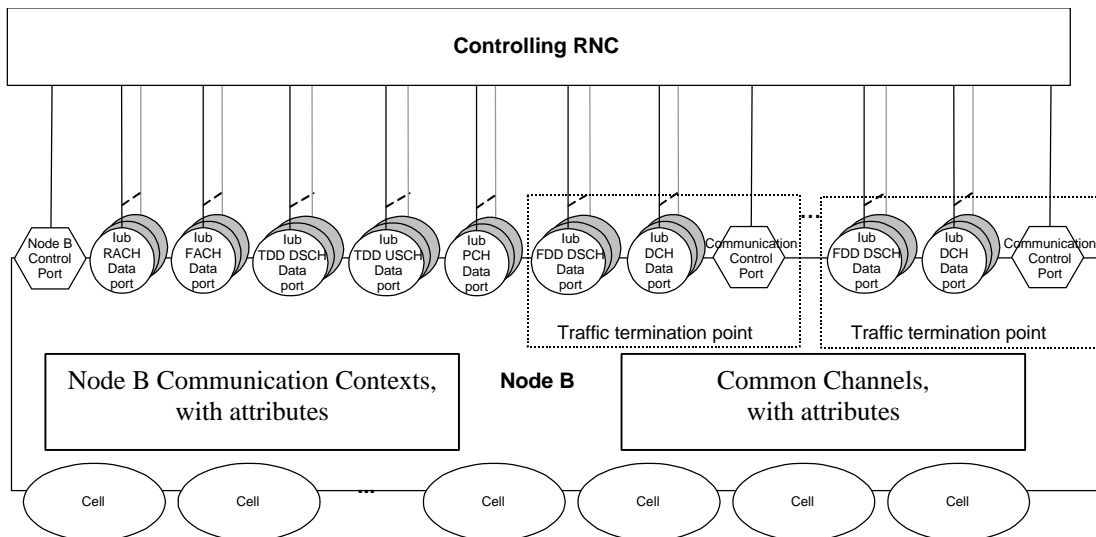 Controlling RNC
Node B
Control
Port
Iub
RACH
Data
port
Iub
FACH
Data
port
Iub
TDD DSCH
Data
port
Iub
TDD USCH
Data
port
Iub
PCH
Data
port
Iub
FDD DSCH
Data
port
Iub
DCH
Data
port
Communication
Control
Port
...
Iub
FDD DSCH
Data
port
Iub
DCH
Data
port
Communication
Control
Port
Traffic termination point
Traffic termination point
Node B Communication Contexts,
with attributes
Node B
Common Channels,
with attributes
Cell
Cell
...
Cell
Cell
Cell
Cell